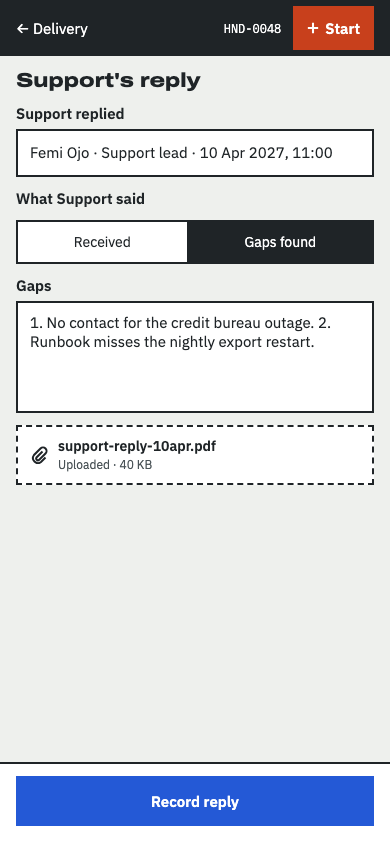 ← Delivery
HND-0048
+ Start
Support's reply
Support replied
Femi Ojo · Support lead · 10 Apr 2027, 11:00
What Support said
Received
Gaps found
Gaps
1. No contact for the credit bureau outage. 2.
Runbook misses the nightly export restart.
support-reply-10apr.pdf
Uploaded · 40 KB
Record reply